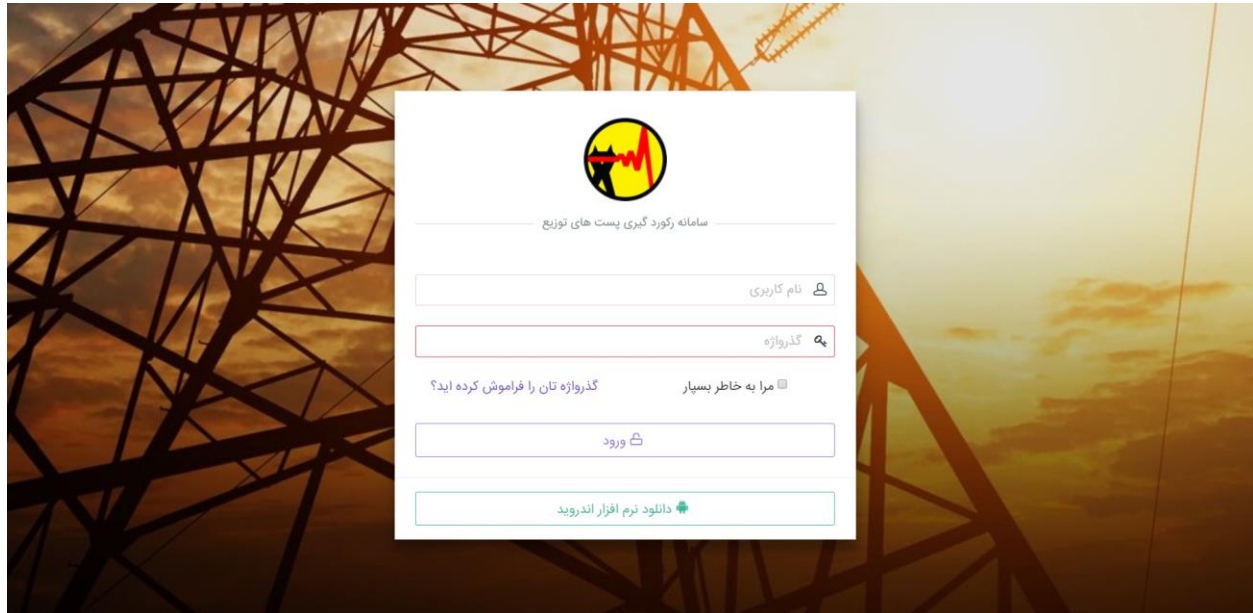 سامانه رکورد گیری پست های توزیع
نام کاربری
گذرواژه
مرا به خاطر بسپار
گذرواژه تان را فراموش کرده اید؟
ورود
دانلود نرم افزار اندروید